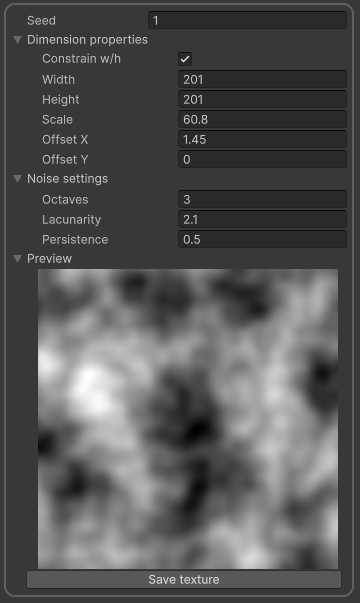 Seed 1
Dimension properties
Constrain w/h
Width 201
Height 201
Scale 60.8
Offset X 1.45
Offset Y 0
Noise settings
Octaves 3
Lacunarity 2.1
Persistence 0.5
Preview
Save texture